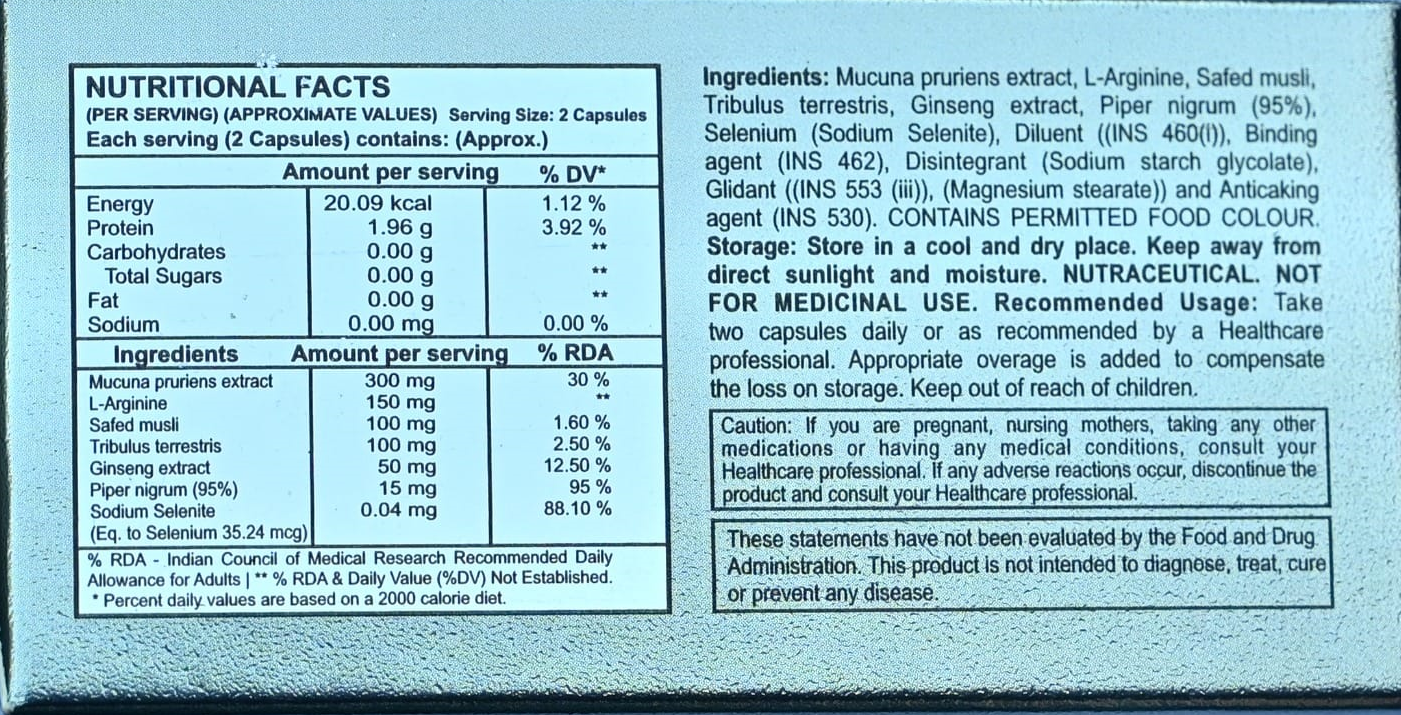 NUTRITIONAL FACTS
(PER SERVING) (APPROXIMATE VALUES) Serving Size: 2 Capsules
Each serving (2 Capsules) contains: (Approx.)
Amount per serving % DV*
Energy 20.09 kcal 1.12 %
Protein 1.96 g 3.92 %
Carbohydrates 0.00 g **
Total Sugars 0.00 g **
Fat 0.00 g **
Sodium 0.00 mg 0.00 %
Ingredients Amount per serving % RDA
Mucuna pruriens extract 300 mg 30 %
L-Arginine 150 mg **
Safed musli 100 mg 1.60 %
Tribulus terrestris 100 mg 2.50 %
Ginseng extract 50 mg 12.50 %
Piper nigrum (95%) 15 mg 95 %
Sodium Selenite 0.04 mg 88.10 %
(Eq. to Selenium 35.24 mcg)
% RDA - Indian Council of Medical Research Recommended Daily
Allowance for Adults | ** % RDA & Daily Value (%DV) Not Established.
* Percent daily values are based on a 2000 calorie diet.
Ingredients: Mucuna pruriens extract, L-Arginine, Safed musli,
Tribulus terrestris, Ginseng extract, Piper nigrum (95%),
Selenium (Sodium Selenite), Diluent ((INS 460(i)), Binding
agent (INS 462), Disintegrant (Sodium starch glycolate),
Glidant ((INS 553 (iii)), (Magnesium stearate)) and Anticaking
agent (INS 530). CONTAINS PERMITTED FOOD COLOUR.
Storage: Store in a cool and dry place. Keep away from
direct sunlight and moisture. NUTRACEUTICAL. NOT
FOR MEDICINAL USE. Recommended Usage: Take
two capsules daily or as recommended by a Healthcare
professional. Appropriate overage is added to compensate
the loss on storage. Keep out of reach of children.
Caution: If you are pregnant, nursing mothers, taking any other
medications or having any medical conditions, consult your
Healthcare professional. If any adverse reactions occur, discontinue the
product and consult your Healthcare professional.
These statements have not been evaluated by the Food and Drug
Administration. This product is not intended to diagnose, treat, cure
or prevent any disease.